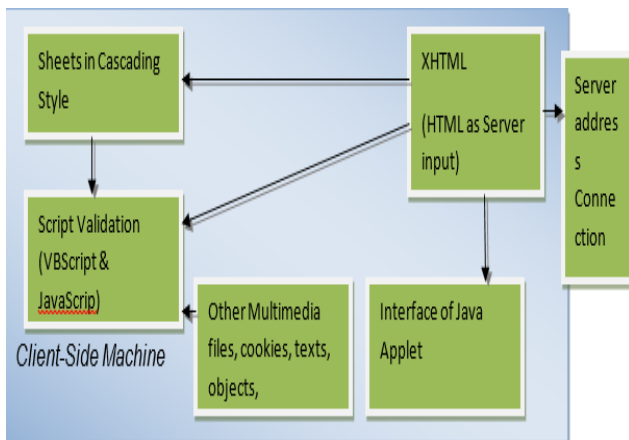 Sheets in Cascading
Style
XHTML
(HTML as Server
input)
Server
addres
s
Conne
ction
Script Validation
(VBScript &
JavaScrip)
Other Multimedia
files, cookies, texts,
objects,
Interface of Java
Applet
Client-Side Machine